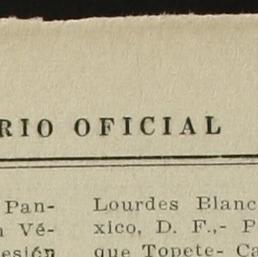 RIO OFICIAL
Pan-
n Vé-
esión
Lourdes Blanc
xico, D. F.,- P
que Topete- Ca